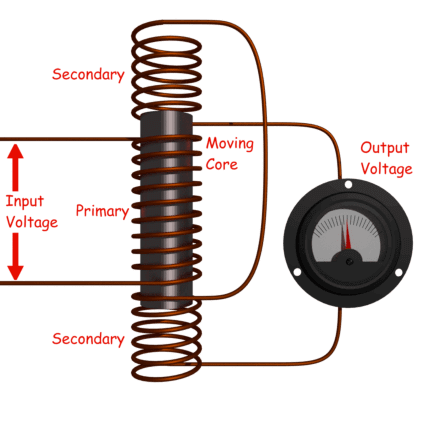 Secondary
Moving
Core
Output
Voltage
Input
Voltage
Primary
Secondary